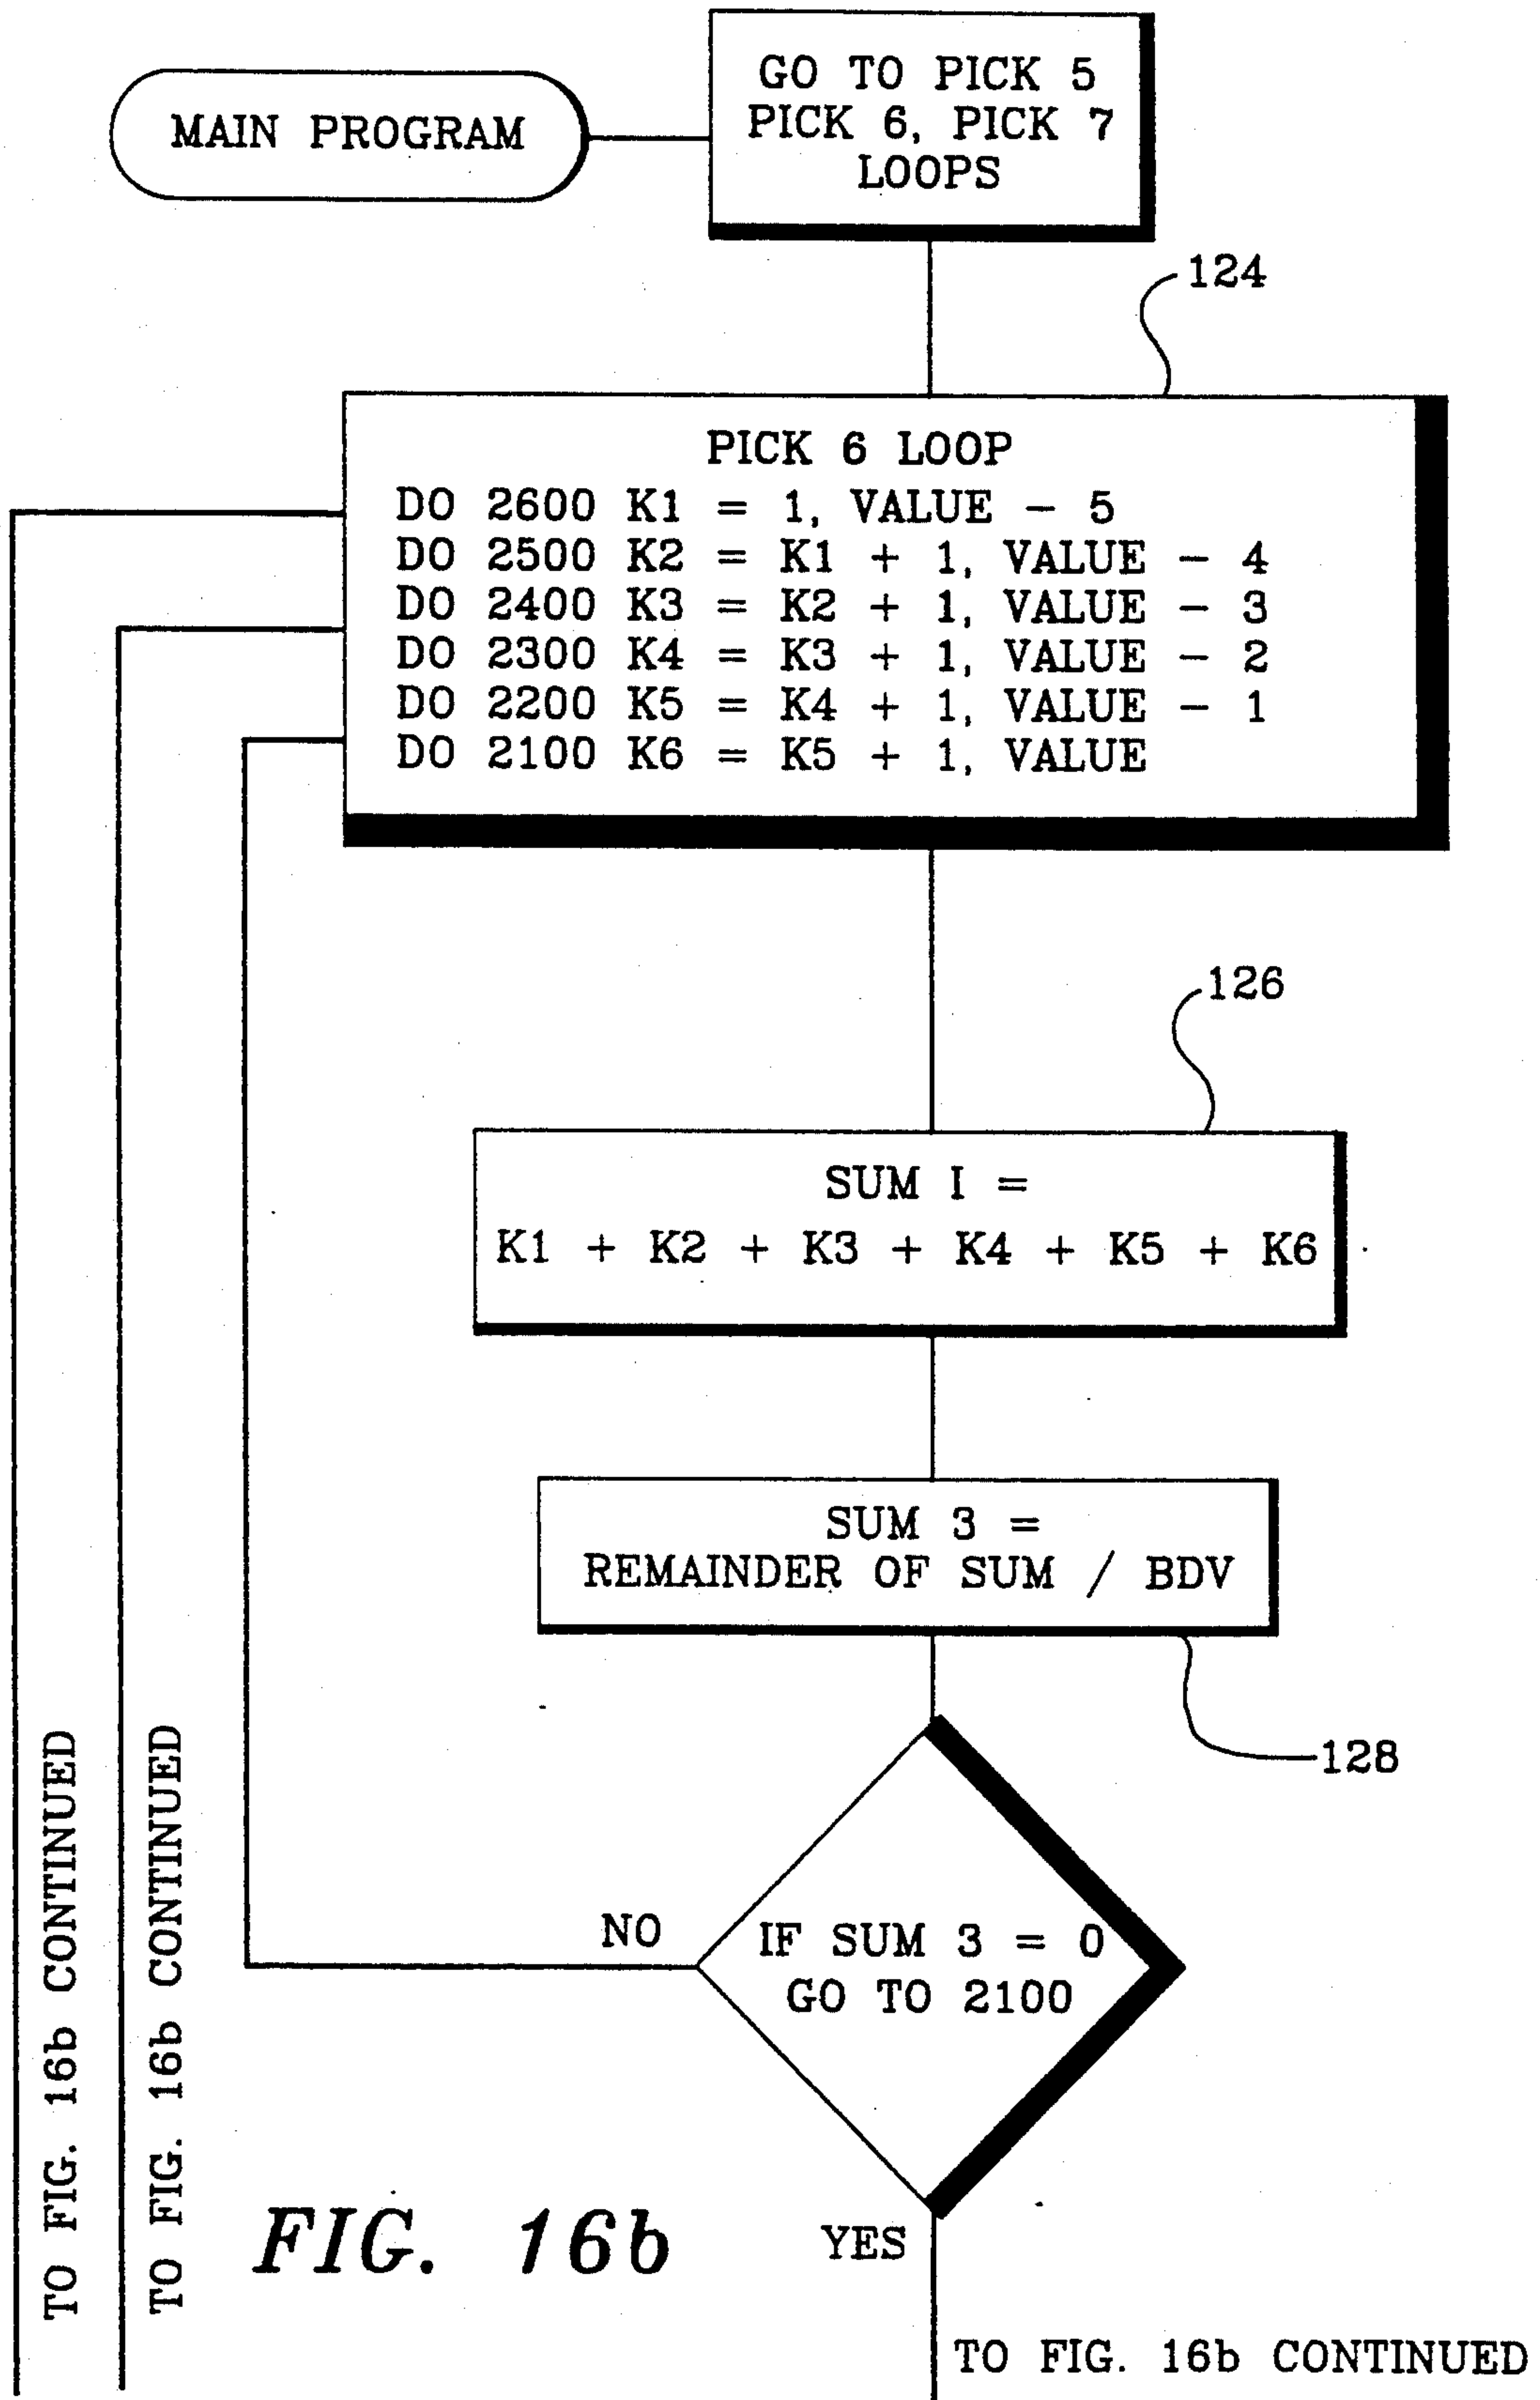 GO TO PICK 5
PICK 6, PICK 7
LOOPS
MAIN PROGRAM
124
PICK 6 LOOP
DO 2600 K1 = 1, VALUE - 5
DO 2500 K2 = K1 + 1, VALUE - 4
DO 2400 K3 = K2 + 1, VALUE - 3
DO 2300 K4 = K3 + 1, VALUE - 2
DO 2200 K5 = K4 + 1, VALUE - 1
DO 2100 K6 = K5 + 1, VALUE
126
SUM I =
K1 + K2 + K3 + K4 + K5 + K6
SUM 3 =
REMAINDER OF SUM / BDV
128
NO
IF SUM 3 = 0
GO TO 2100
YES
TO FIG. 16b CONTINUED
TO FIG. 16b CONTINUED
FIG. 16b
TO FIG. 16b CONTINUED